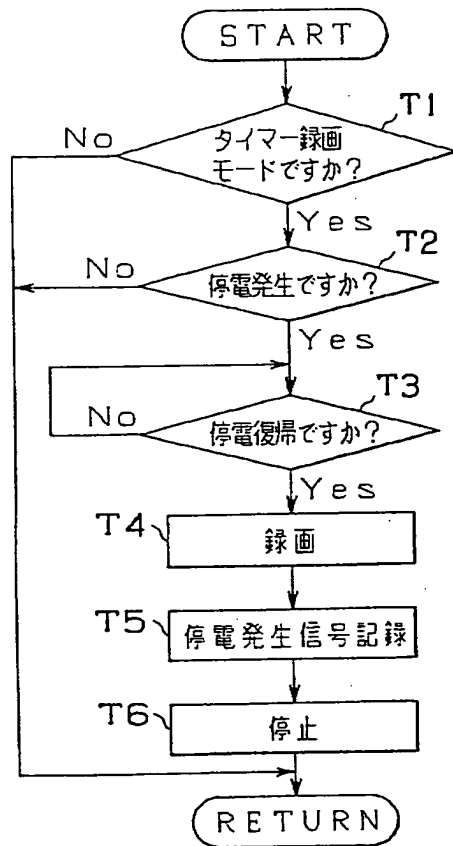 START
T1
タイマー録画
モードですか?
No
Yes
T2
停電発生ですか?
No
Yes
T3
停電復帰ですか?
No
Yes
T4
録画
T5
停電発生信号記録
T6
停止
RETURN